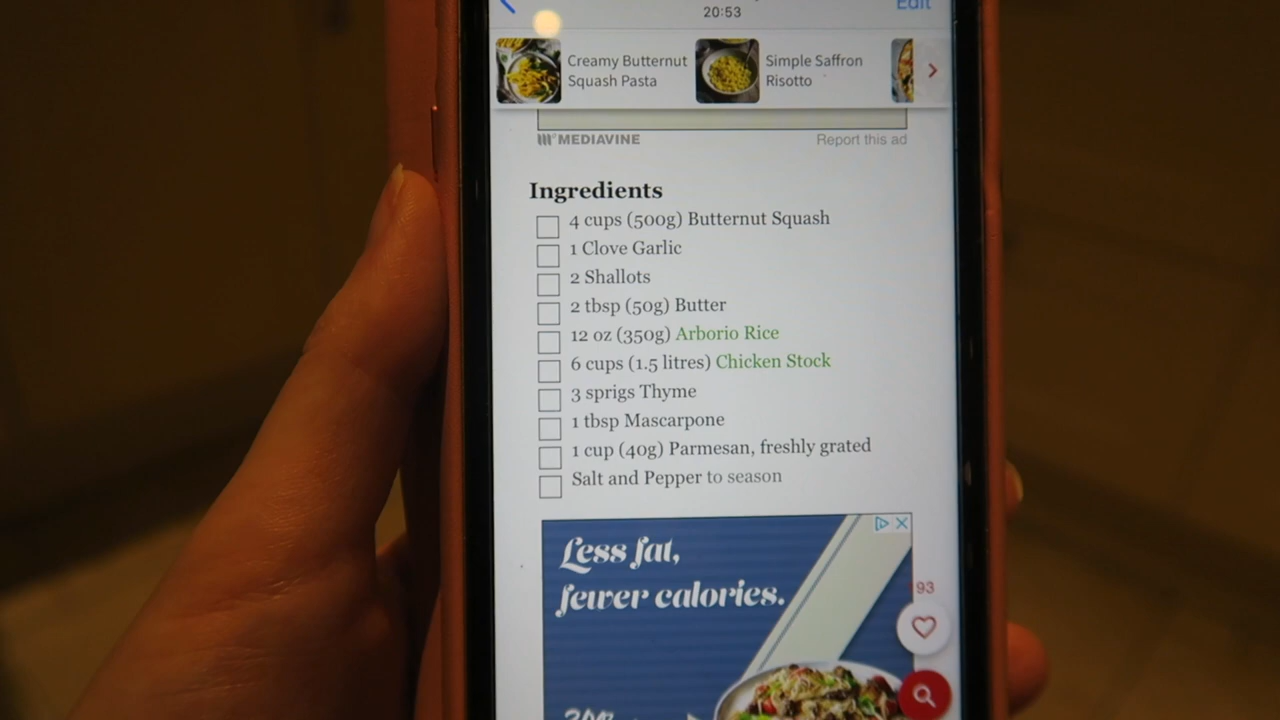 20:53
Edit
Creamy Butternut
Squash Pasta
Simple Saffron
Risotto
MEDIAVINE
Report this ad
Ingredients
4 cups (500g) Butternut Squash
1 Clove Garlic
2 Shallots
2 tbsp (50g) Butter
12 oz (350g) Arborio Rice
6 cups (1.5 litres) Chicken Stock
3 sprigs Thyme
1 tbsp Mascarpone
1 cup (40g) Parmesan, freshly grated
Salt and Pepper to season
Less fat,
fewer calories.
93